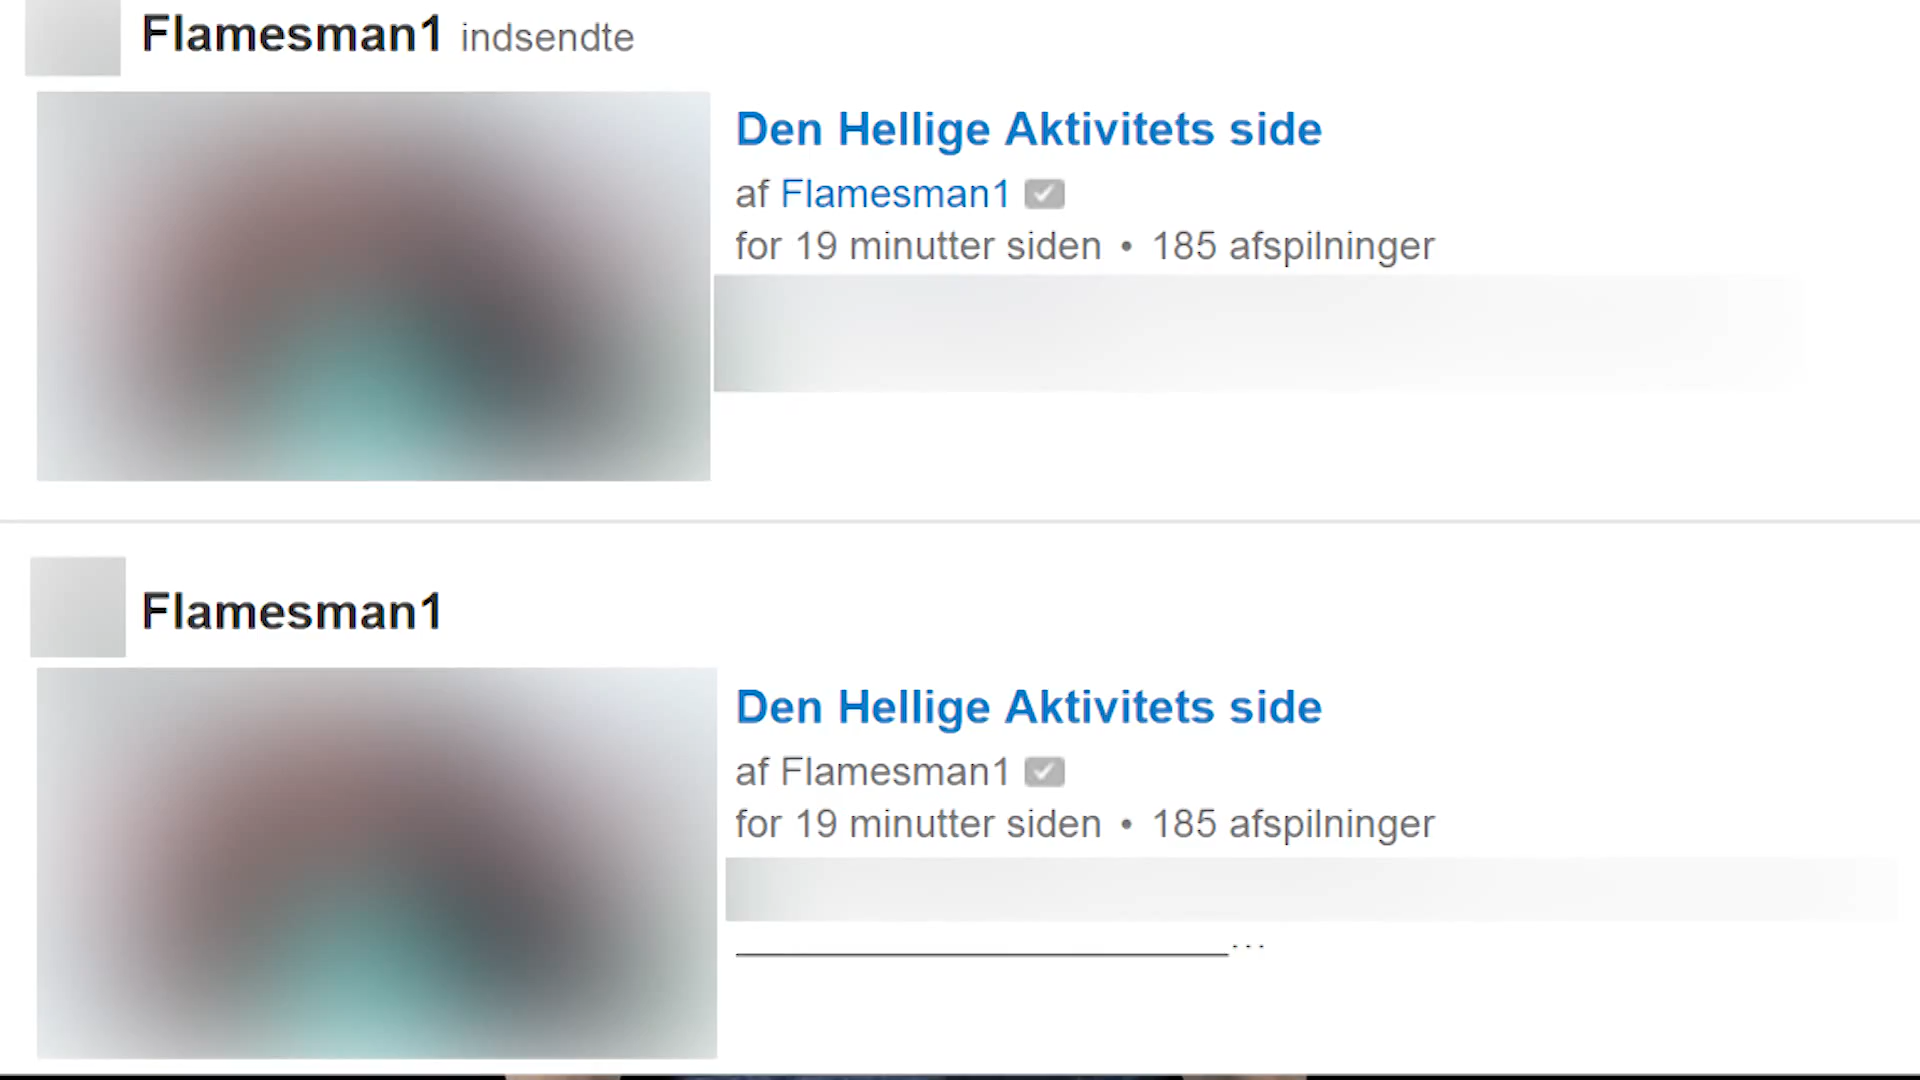 Flamesman1 indsendte
Den Hellige Aktivitets side
af Flamesman1
for 19 minutter siden • 185 afspilninger
Flamesman1
Den Hellige Aktivitets side
af Flamesman1
for 19 minutter siden • 185 afspilninger
...